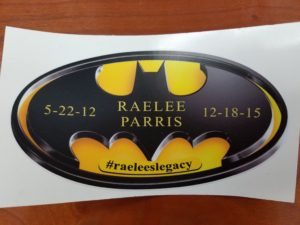 5-22-12
RAELEE
PARRIS
12-18-15
#raeleeslegacy